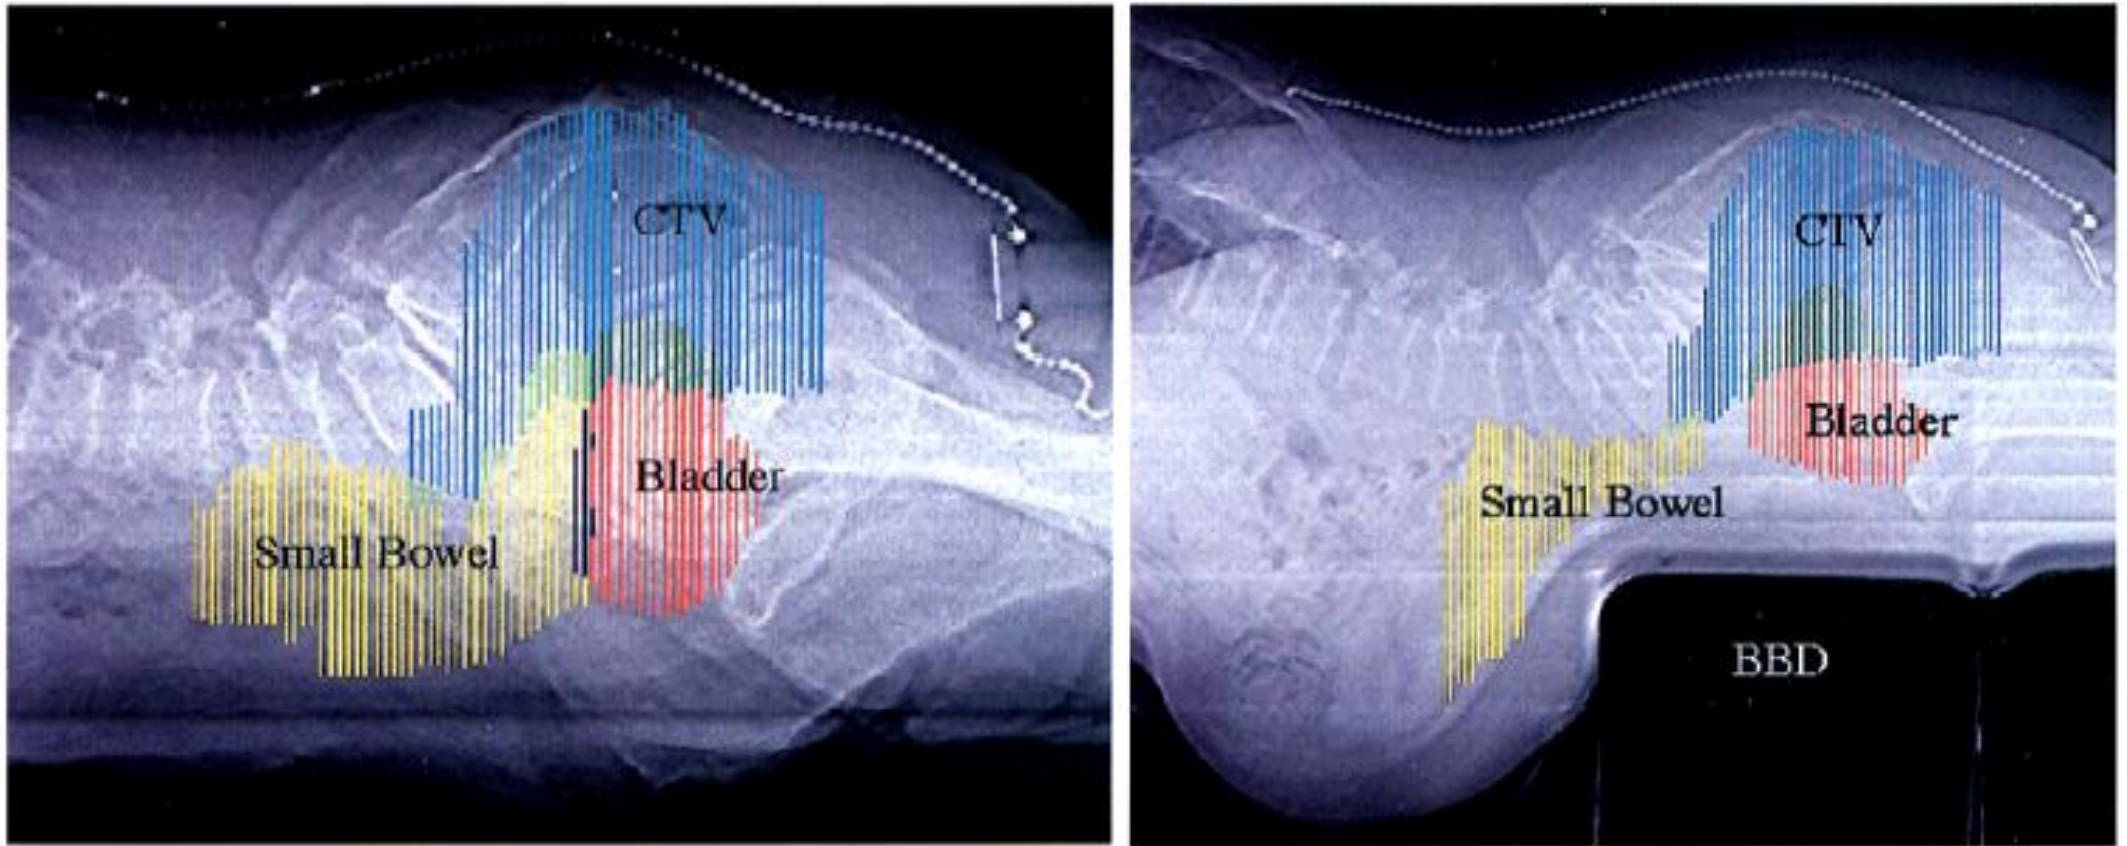 CTV
Bladder
Small Bowel
CTV
Bladder
Small Bowel
BBD